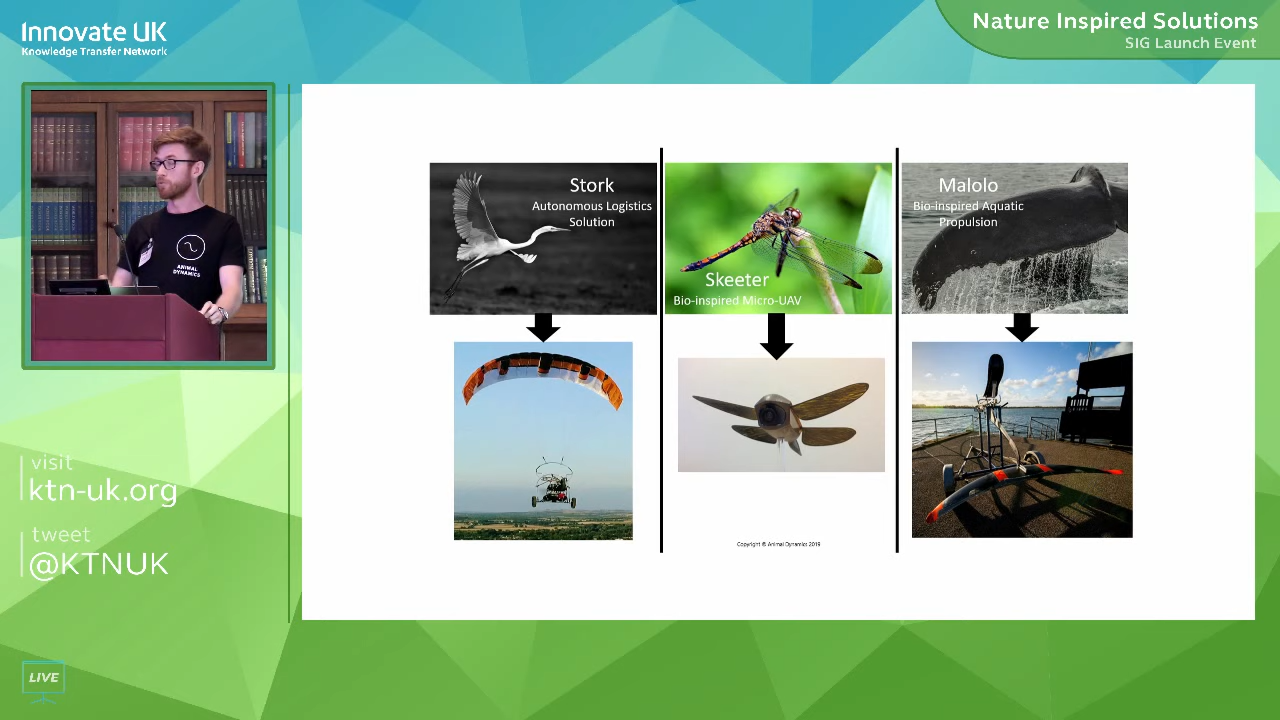 Innovate UK
Knowledge Transfer Network
Nature Inspired Solutions
SIG Launch Event
ANIMAL
DYNAMICS
visit
ktn-uk.org
tweet
@KTNUK
LIVE
Stork
Autonomous Logistics
Solution
Skeeter
Bio-inspired Micro-UAV
Malolo
Bio-inspired Aquatic
Propulsion
Copyright © Animal Dynamics 2019